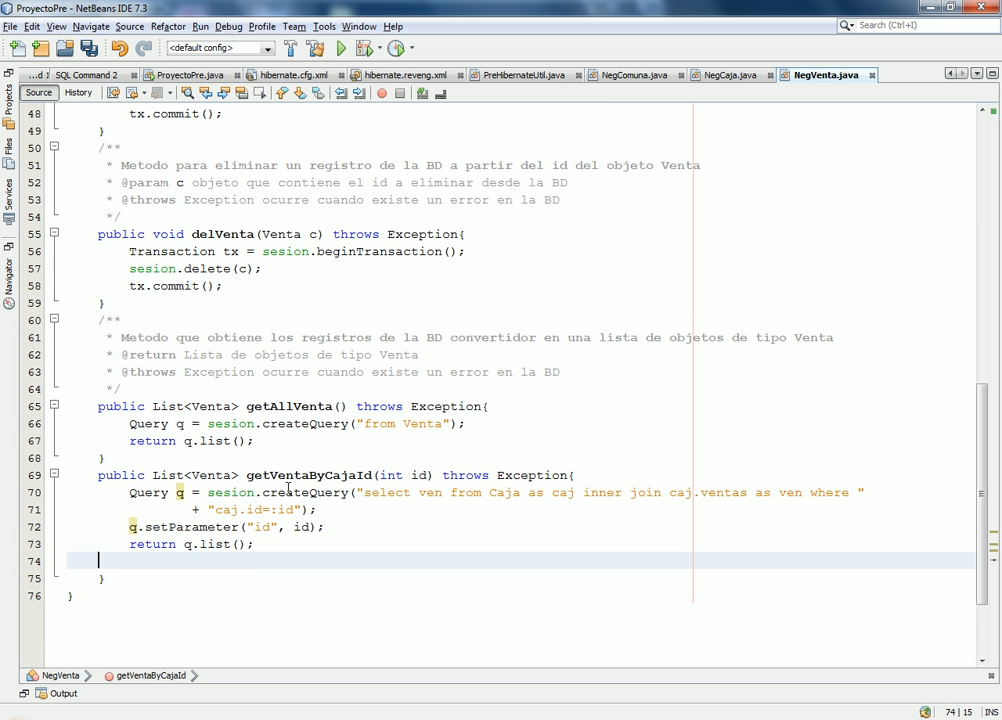 ProyectoPre - NetBeans IDE 7.3
File Edit View Navigate Source Refactor Run Debug Profile Team Tools Window Help
Search (Ctrl+I)
<default config>
...d 1 SQL Command 2 ProyectoPre.java hibernate.cfg.xml hibernate.reveng.xml PreHibernateUtil.java NegComuna.java NegCaja.java NegVenta.java
Source History
Projects
Files
Services
Navigator
48 tx.commit();
49 }
50 /**
51 * Metodo para eliminar un registro de la BD a partir del id del objeto Venta
52 * @param c objeto que contiene el id a eliminar desde la BD
53 * @throws Exception ocurre cuando existe un error en la BD
54 */
55 public void delVenta(Venta c) throws Exception{
56 Transaction tx = sesion.beginTransaction();
57 sesion.delete(c);
58 tx.commit();
59 }
60 /**
61 * Metodo que obtiene los registros de la BD convertidor en una lista de objetos de tipo Venta
62 * @return Lista de objetos de tipo Venta
63 * @throws Exception ocurre cuando existe un error en la BD
64 */
65 public List<Venta> getAllVenta() throws Exception{
66 Query q = sesion.createQuery("from Venta");
67 return q.list();
68 }
69 public List<Venta> getVentaByCajaId(int id) throws Exception{
70 Query q = sesion.createQuery("select ven from Caja as caj inner join caj.ventas as ven where "
71 + "caj.id=:id");
72 q.setParameter("id", id);
73 return q.list();
74
75 }
76 }
NegVenta getVentaByCajaId
Output
74 | 15 INS